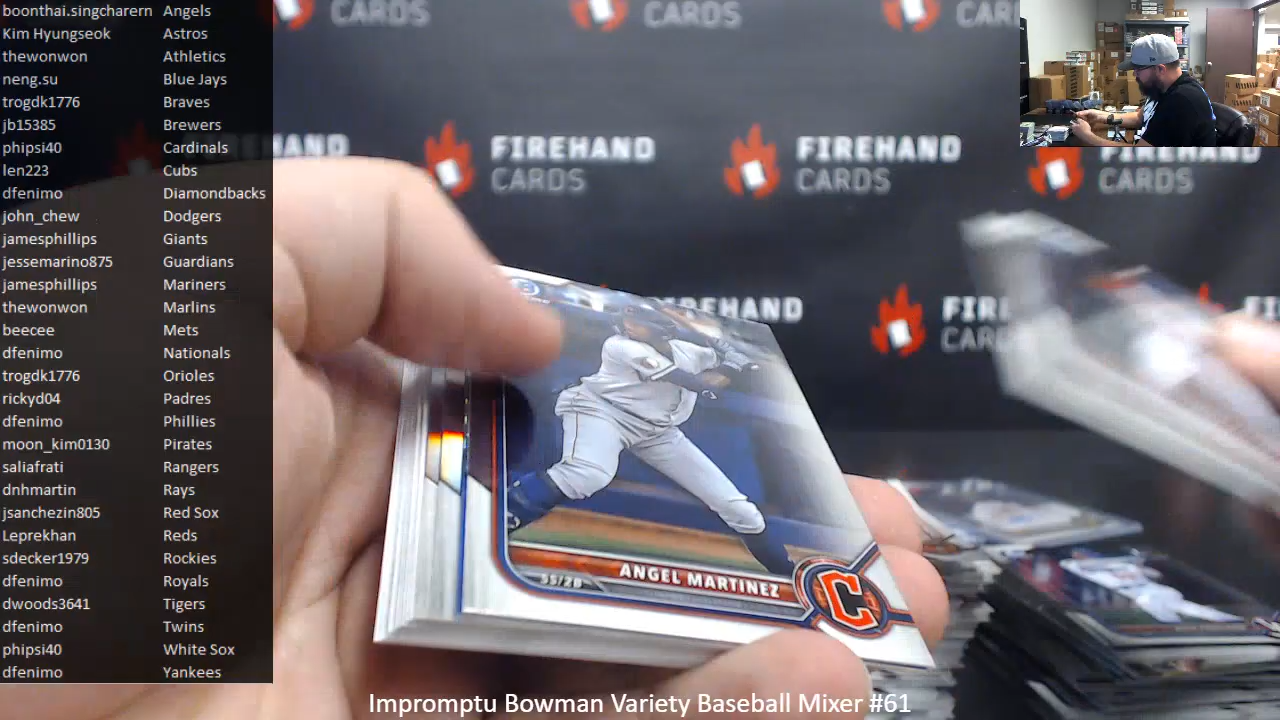 boonthai.singcharern Angels
Kim Hyungseok Astros
thewonwon Athletics
neng.su Blue Jays
trogdk1776 Braves
jb15385 Brewers
phipsi40 Cardinals
len223 Cubs
dfenimo Diamondbacks
john_chew Dodgers
jamesphillips Giants
jessemarino875 Guardians
jamesphillips Mariners
thewonwon Marlins
beecee Mets
dfenimo Nationals
trogdk1776 Orioles
rickyd04 Padres
dfenimo Phillies
moon_kim0130 Pirates
saliafrati Rangers
dnhmartin Rays
jsanchezin805 Red Sox
Leprekhan Reds
sdecker1979 Rockies
dfenimo Royals
dwoods3641 Tigers
dfenimo Twins
phipsi40 White Sox
dfenimo Yankees
CARDS
CARDS
CARDS
FIREHAND
CARDS
FIREHAND
CARDS
CARDS
FIREHAND
ANGEL MARTINEZ
SS/2B
C
Impromptu Bowman Variety Baseball Mixer #61